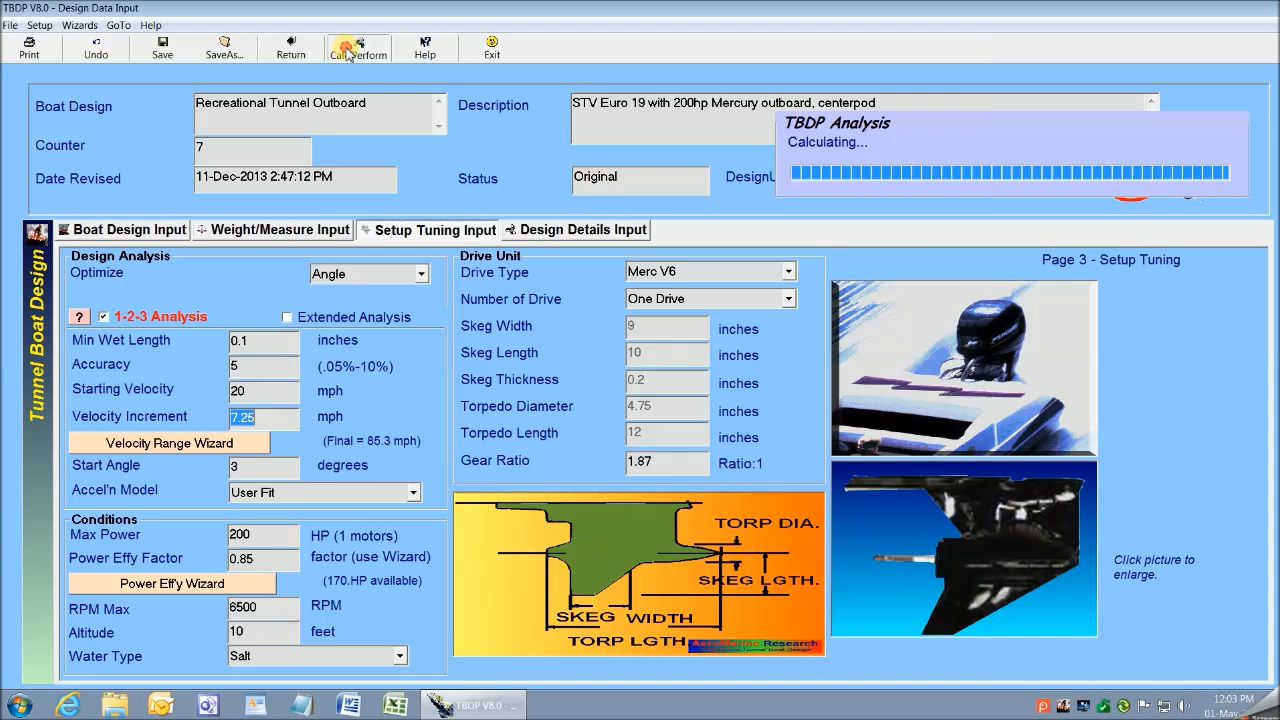 TBDP V8.0 - Design Data Input
File Setup Wizards GoTo Help
Print Undo Save SaveAs... Return Perform Help Exit
Boat Design Recreational Tunnel Outboard Description STV Euro 19 with 200hp Mercury outboard, centerpod
TBDP Analysis
Calculating...
Counter 7
Date Revised 11-Dec-2013 2:47:12 PM Status Original
Boat Design Input Weight/Measure Input Setup Tuning Input Design Details Input
Tunnel Boat Design
Design Analysis Drive Unit Page 3 - Setup Tuning
Optimize Angle Drive Type Merc V6
Number of Drive One Drive
? 1-2-3 Analysis Extended Analysis
Skeg Width 9 inches
Min Wet Length 0.1 inches
Skeg Length 10 inches
Accuracy 5 (.05%-10%)
Skeg Thickness 0.2 inches
Starting Velocity 20 mph
Torpedo Diameter 4.75 inches
Velocity Increment 7.25 mph
Torpedo Length 12 inches
Velocity Range Wizard (Final = 85.3 mph)
Gear Ratio 1.87 Ratio:1
Start Angle 3 degrees
Accel'n Model User Fit
Conditions
Max Power 200 HP (1 motors)
Power Effy Factor 0.85 factor (use Wizard)
Power Effy Wizard (170.HP available)
RPM Max 6500 RPM
Altitude 10 feet
Water Type Salt
TORP DIA.
SKEG LGTH.
SKEG WIDTH
TORP LGTH.
AeroMarine Research
Click picture to
enlarge.
TBDP V8.0 - ...
12:03 PM